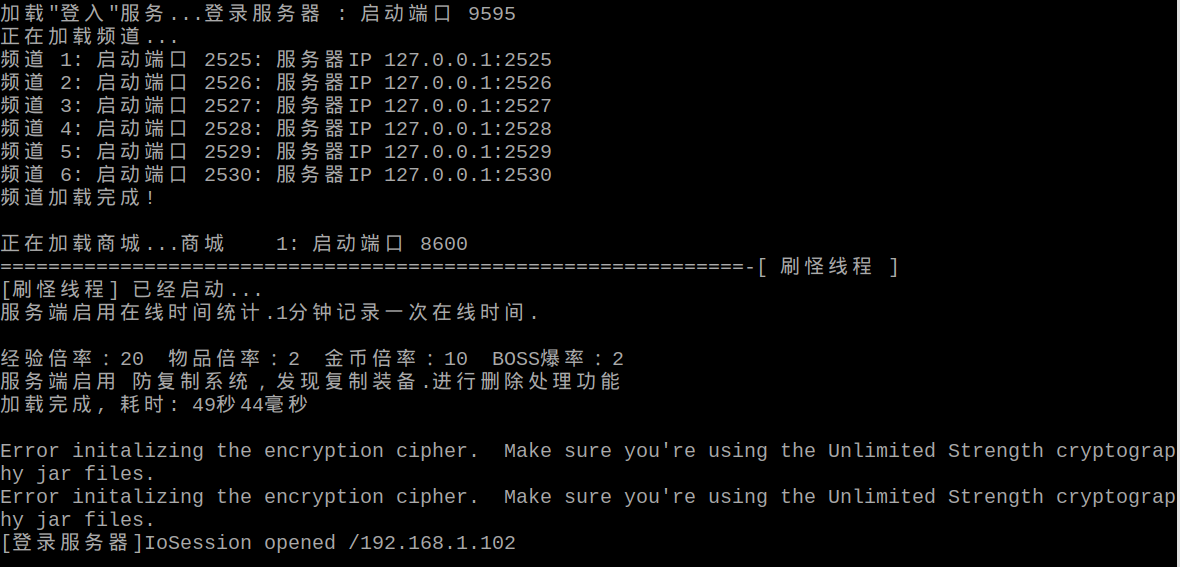 加载"登入"服务...登录服务器 : 启动端口 9595
正在加载频道...
频道 1: 启动端口 2525: 服务器IP 127.0.0.1:2525
频道 2: 启动端口 2526: 服务器IP 127.0.0.1:2526
频道 3: 启动端口 2527: 服务器IP 127.0.0.1:2527
频道 4: 启动端口 2528: 服务器IP 127.0.0.1:2528
频道 5: 启动端口 2529: 服务器IP 127.0.0.1:2529
频道 6: 启动端口 2530: 服务器IP 127.0.0.1:2530
频道加载完成!
正在加载商城...商城    1: 启动端口 8600
==============================================================-[ 刷怪线程 ]
[刷怪线程] 已经启动...
服务端启用在线时间统计.1分钟记录一次在线时间.
经验倍率：20  物品倍率：2  金币倍率：10  BOSS爆率：2
服务端启用 防复制系统，发现复制装备.进行删除处理功能
加载完成, 耗时: 49秒44毫秒
Error initalizing the encryption cipher.  Make sure you're using the Unlimited Strength cryptograp
hy jar files.
Error initalizing the encryption cipher.  Make sure you're using the Unlimited Strength cryptograp
hy jar files.
[登录服务器]IoSession opened /192.168.1.102